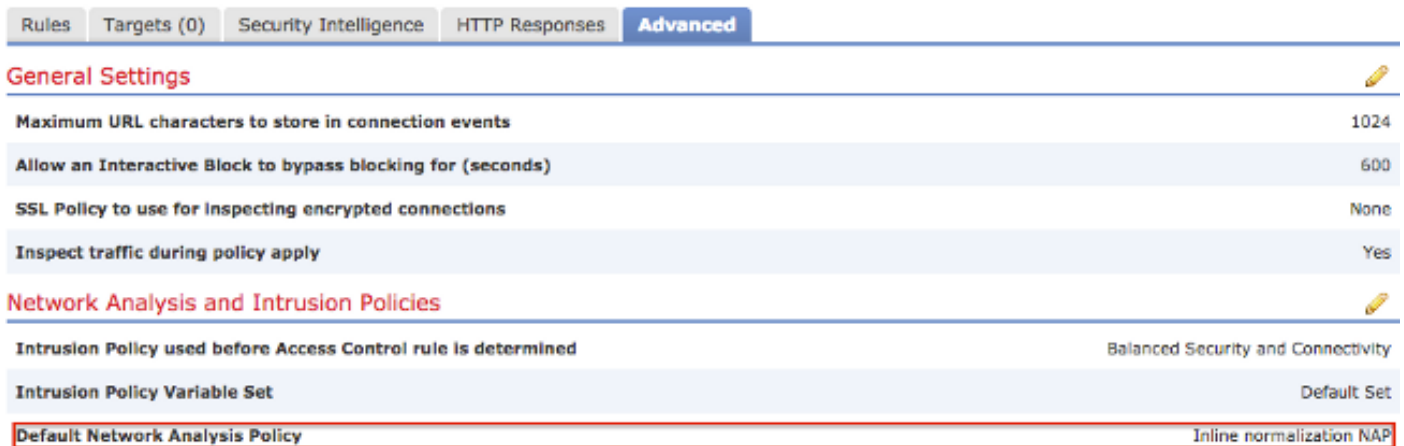 Rules Targets (0) Security Intelligence HTTP Responses Advanced
General Settings
Maximum URL characters to store in connection events 1024
Allow an Interactive Block to bypass blocking for (seconds) 600
SSL Policy to use for inspecting encrypted connections None
Inspect traffic during policy apply Yes
Network Analysis and Intrusion Policies
Intrusion Policy used before Access Control rule is determined Balanced Security and Connectivity
Intrusion Policy Variable Set Default Set
Default Network Analysis Policy Inline normalization NAP